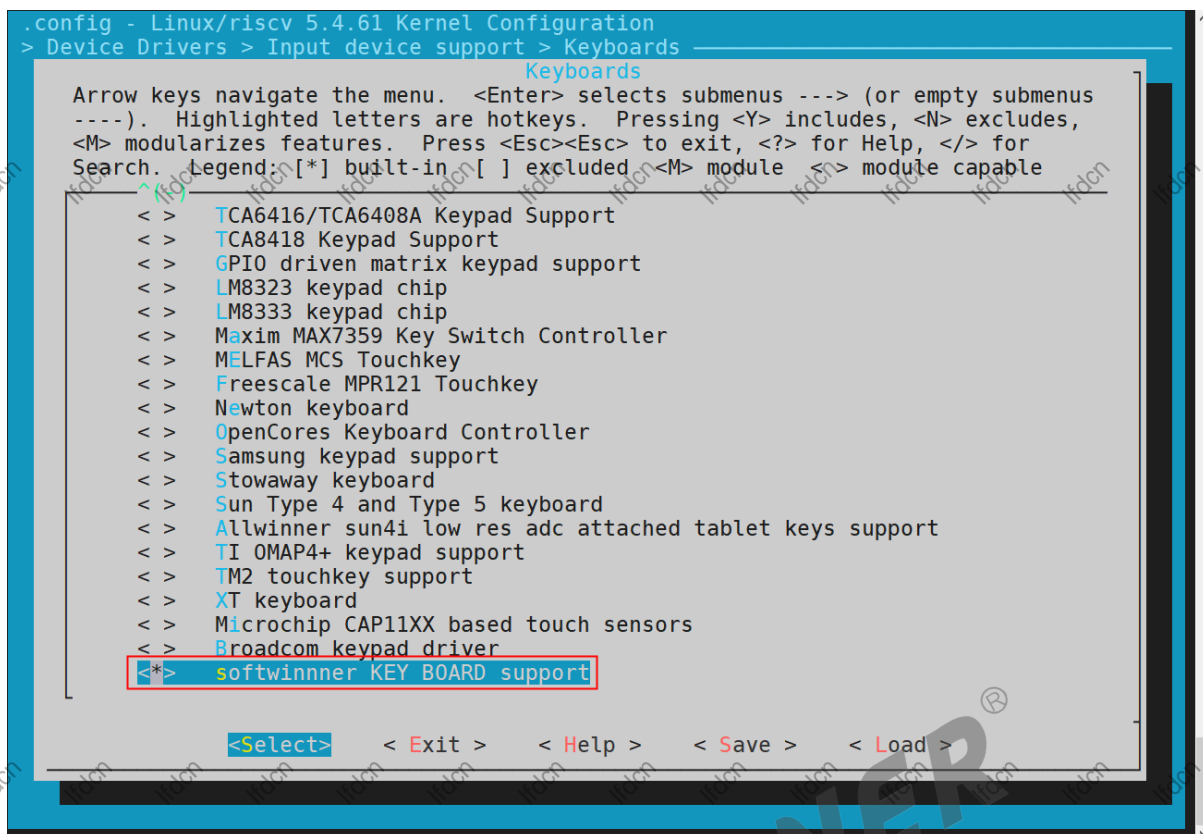 .config - Linux/riscv 5.4.61 Kernel Configuration
> Device Drivers > Input device support > Keyboards
Keyboards
Arrow keys navigate the menu.  <Enter> selects submenus ---> (or empty submenus
----).  Highlighted letters are hotkeys.  Pressing <Y> includes, <N> excludes,
<M> modularizes features.  Press <Esc><Esc> to exit, <?> for Help, </> for
Search.  Legend: [*] built-in  [ ] excluded  <M> module  < > module capable
^(-)
< >   TCA6416/TCA6408A Keypad Support
< >   TCA8418 Keypad Support
< >   GPIO driven matrix keypad support
< >   LM8323 keypad chip
< >   LM8333 keypad chip
< >   Maxim MAX7359 Key Switch Controller
< >   MELFAS MCS Touchkey
< >   Freescale MPR121 Touchkey
< >   Newton keyboard
< >   OpenCores Keyboard Controller
< >   Samsung keypad support
< >   Stowaway keyboard
< >   Sun Type 4 and Type 5 keyboard
< >   Allwinner sun4i low res adc attached tablet keys support
< >   TI OMAP4+ keypad support
< >   TM2 touchkey support
< >   XT keyboard
< >   Microchip CAP11XX based touch sensors
< >   Broadcom keypad driver
<*>   softwinnner KEY BOARD support
<Select>    < Exit >    < Help >    < Save >    < Load >